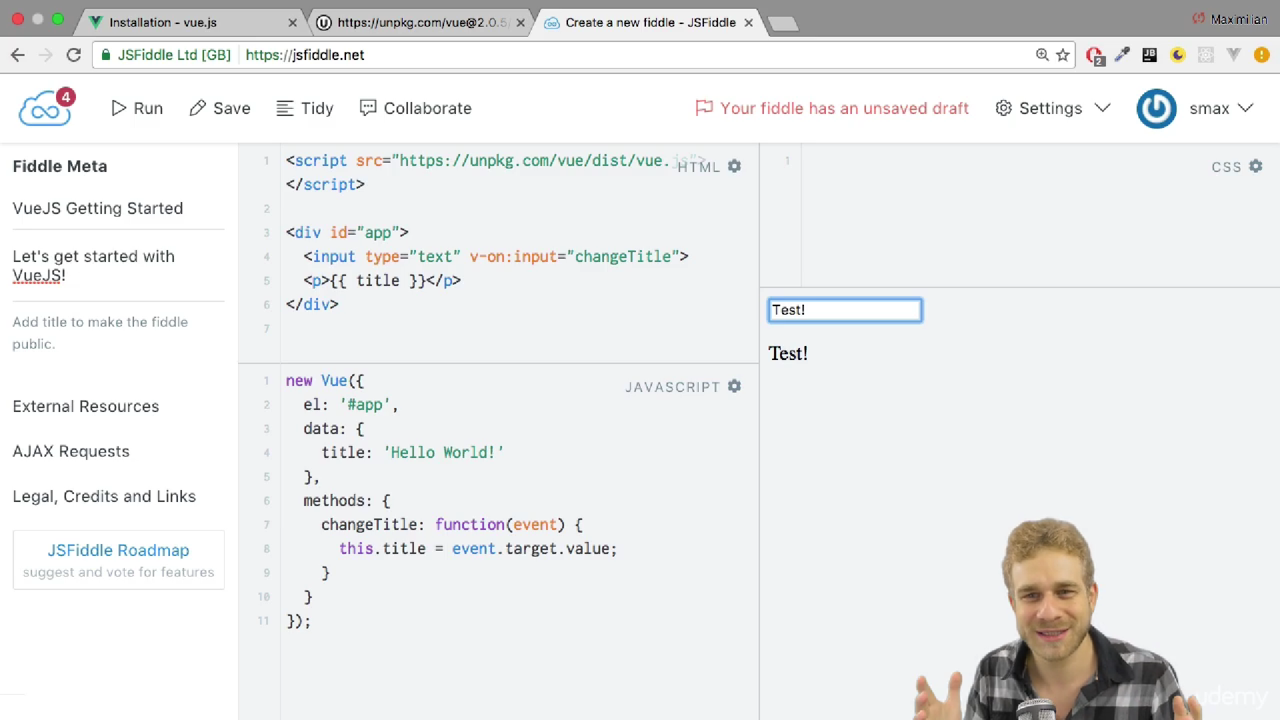 Installation - vue.js
https://unpkg.com/vue@2.0.5/
Create a new fiddle - JSFiddle
Maximilian
JSFiddle Ltd [GB]
https://jsfiddle.net
2
JB
4
Run
Save
Tidy
Collaborate
Your fiddle has an unsaved draft
Settings
smax
Fiddle Meta
VueJS Getting Started
Let's get started with
VueJS!
Add title to make the fiddle
public.
External Resources
AJAX Requests
Legal, Credits and Links
JSFiddle Roadmap
suggest and vote for features
HTML
1 <script src="https://unpkg.com/vue/dist/vue.js">
</script>
2
3 <div id="app">
4 <input type="text" v-on:input="changeTitle">
5 <p>{{ title }}</p>
6 </div>
7
JAVASCRIPT
1 new Vue({
2 el: '#app',
3 data: {
4 title: 'Hello World!'
5 },
6 methods: {
7 changeTitle: function(event) {
8 this.title = event.target.value;
9 }
10 }
11 });
1
CSS
Test!
Test!
udemy